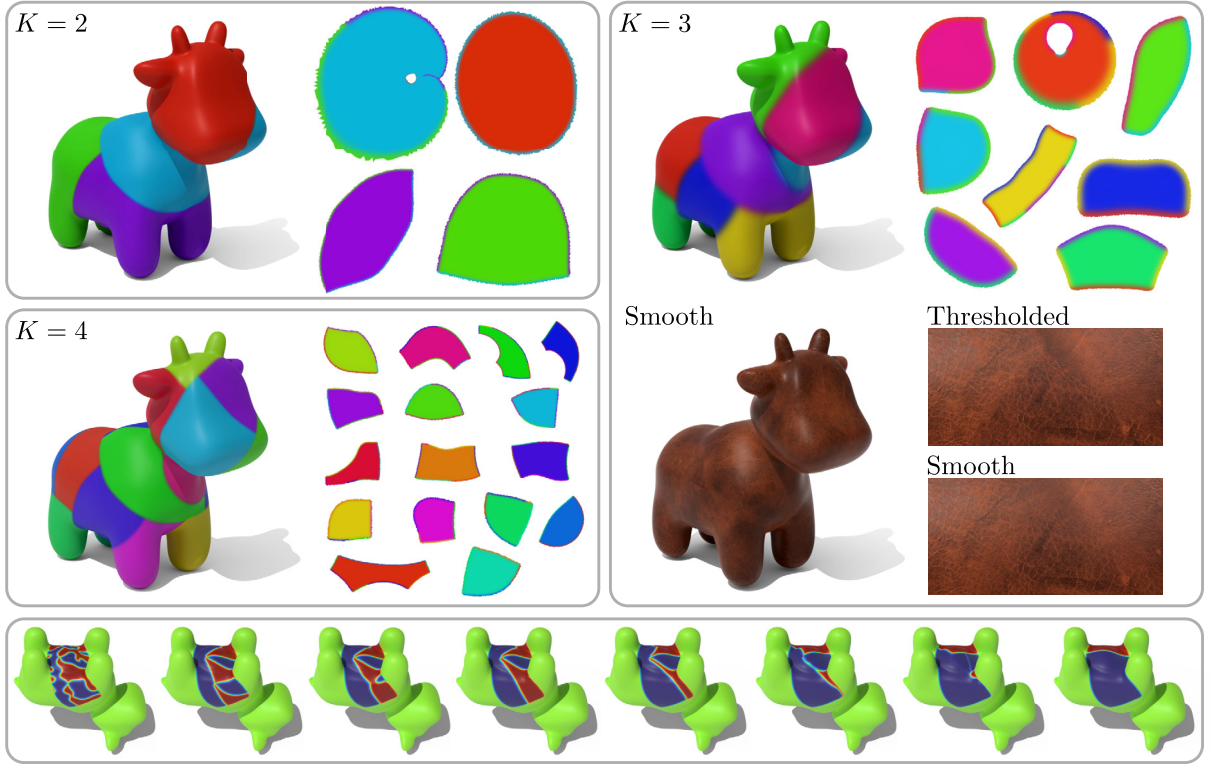 K = 2
K = 3
Smooth
Thresholded
Smooth
K = 4